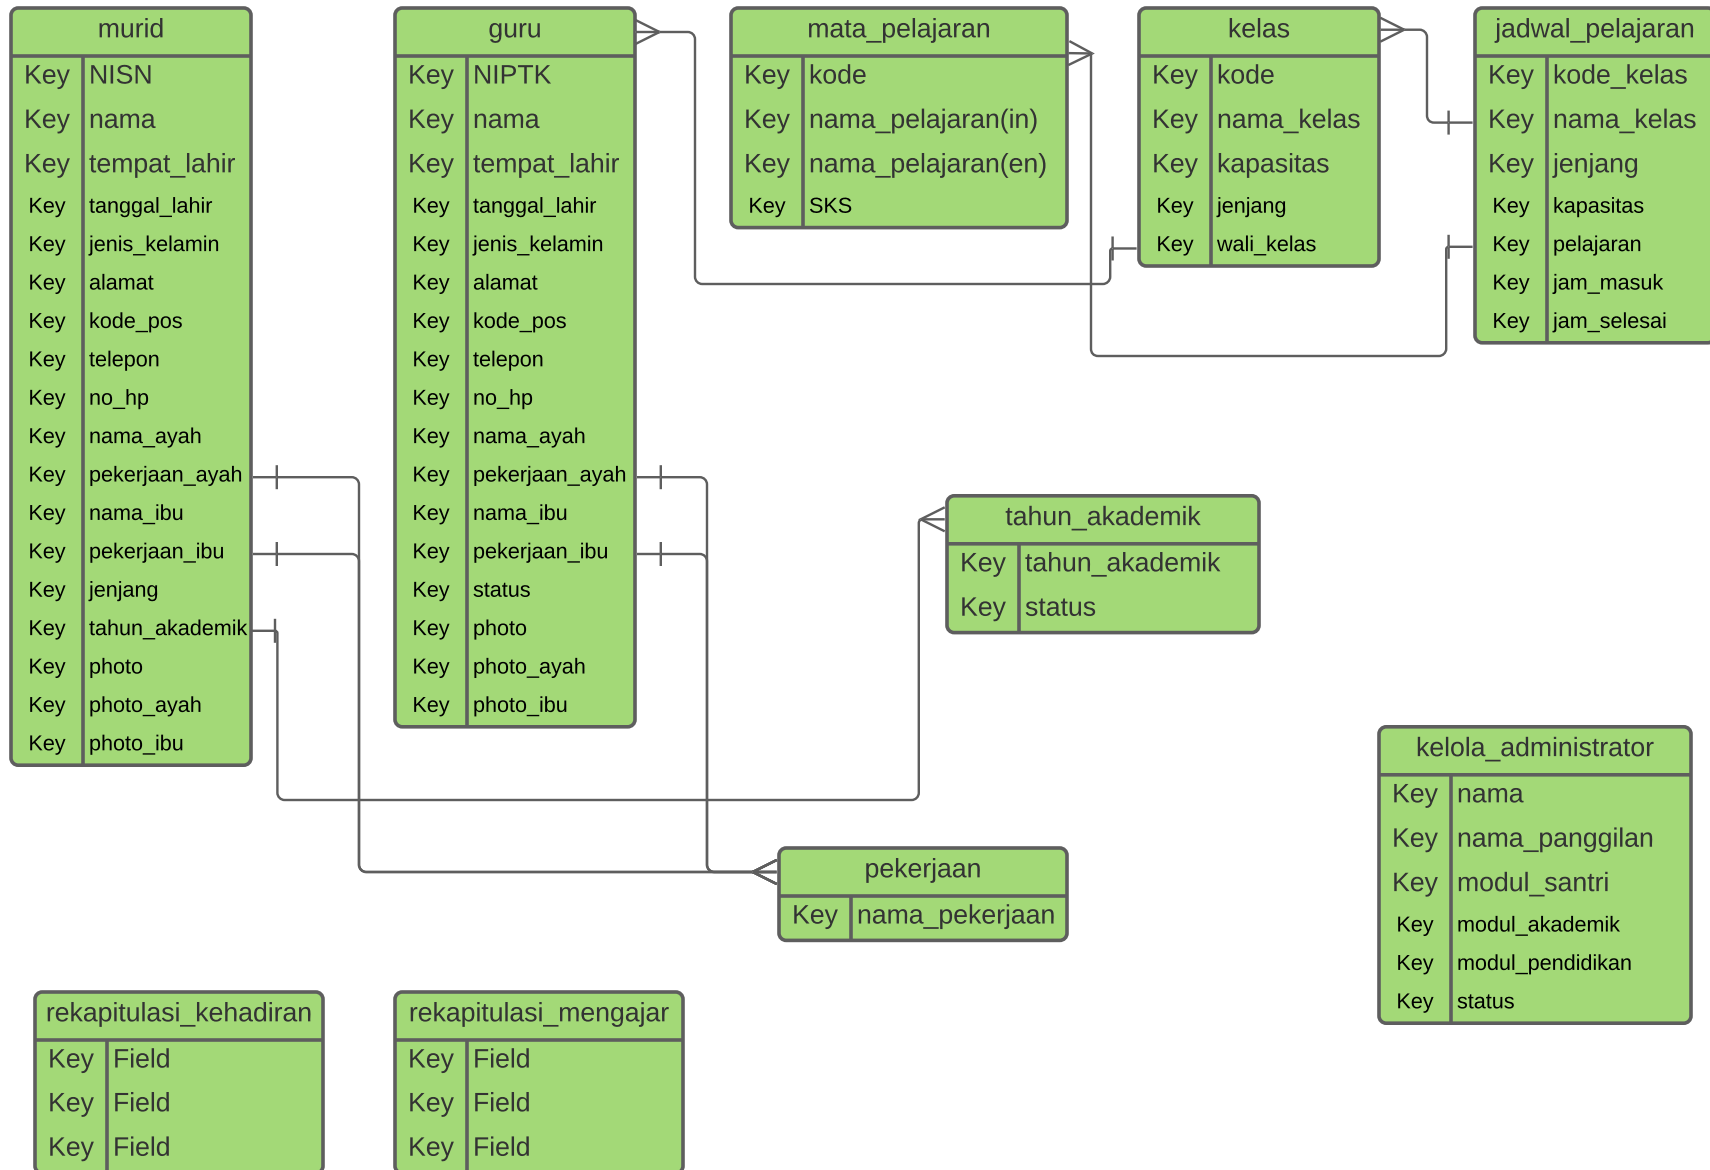 murid
Key NISN
Key nama
Key tempat_lahir
Key tanggal_lahir
Key jenis_kelamin
Key alamat
Key kode_pos
Key telepon
Key no_hp
Key nama_ayah
Key pekerjaan_ayah
Key nama_ibu
Key pekerjaan_ibu
Key jenjang
Key tahun_akademik
Key photo
Key photo_ayah
Key photo_ibu
guru
Key NIPTK
Key nama
Key tempat_lahir
Key tanggal_lahir
Key jenis_kelamin
Key alamat
Key kode_pos
Key telepon
Key no_hp
Key nama_ayah
Key pekerjaan_ayah
Key nama_ibu
Key pekerjaan_ibu
Key status
Key photo
Key photo_ayah
Key photo_ibu
mata_pelajaran
Key kode
Key nama_pelajaran(in)
Key nama_pelajaran(en)
Key SKS
kelas
Key kode
Key nama_kelas
Key kapasitas
Key jenjang
Key wali_kelas
jadwal_pelajaran
Key kode_kelas
Key nama_kelas
Key jenjang
Key kapasitas
Key pelajaran
Key jam_masuk
Key jam_selesai
tahun_akademik
Key tahun_akademik
Key status
kelola_administrator
Key nama
Key nama_panggilan
Key modul_santri
Key modul_akademik
Key modul_pendidikan
Key status
pekerjaan
Key nama_pekerjaan
rekapitulasi_kehadiran
Key Field
Key Field
Key Field
rekapitulasi_mengajar
Key Field
Key Field
Key Field